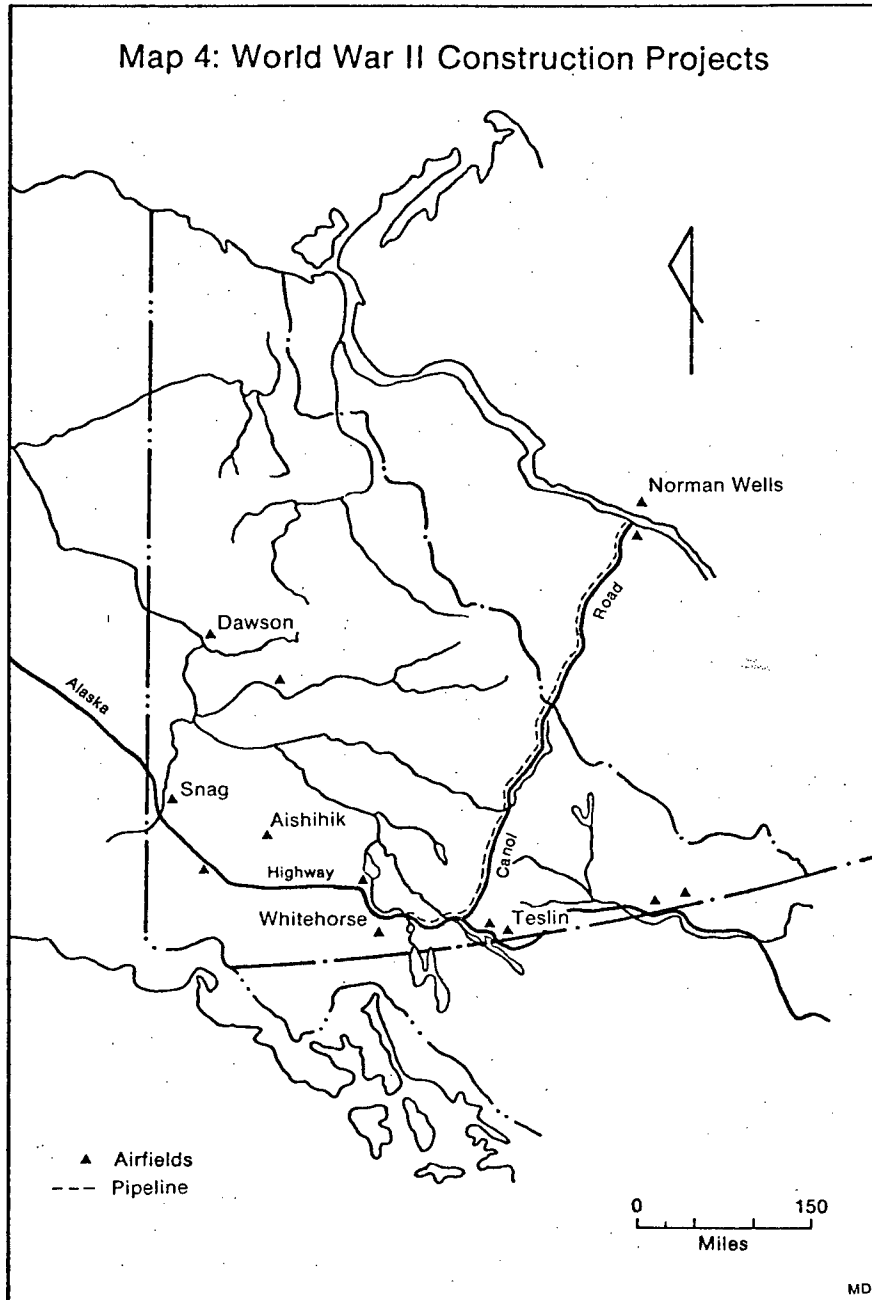 Map 4: World War II Construction Projects
Norman Wells
Road
Dawson
Alaska
Snag
Aishihik
Highway
Canol
Whitehorse
Teslin
Airfields
Pipeline
0 150
Miles
MD